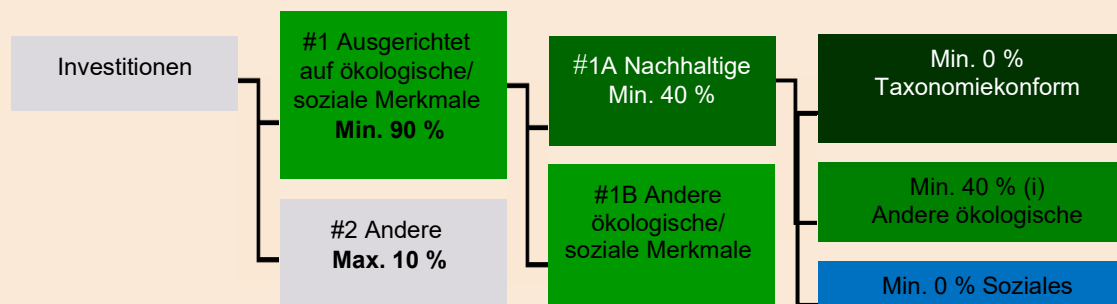 Investitionen
#1 Ausgerichtet
auf ökologische/
soziale Merkmale
Min. 90 %
#2 Andere
Max. 10 %
#1A Nachhaltige
Min. 40 %
#1B Andere
ökologische/
soziale Merkmale
Min. 0 %
Taxonomiekonform
Min. 40 % (i)
Andere ökologische
Min. 0 % Soziales